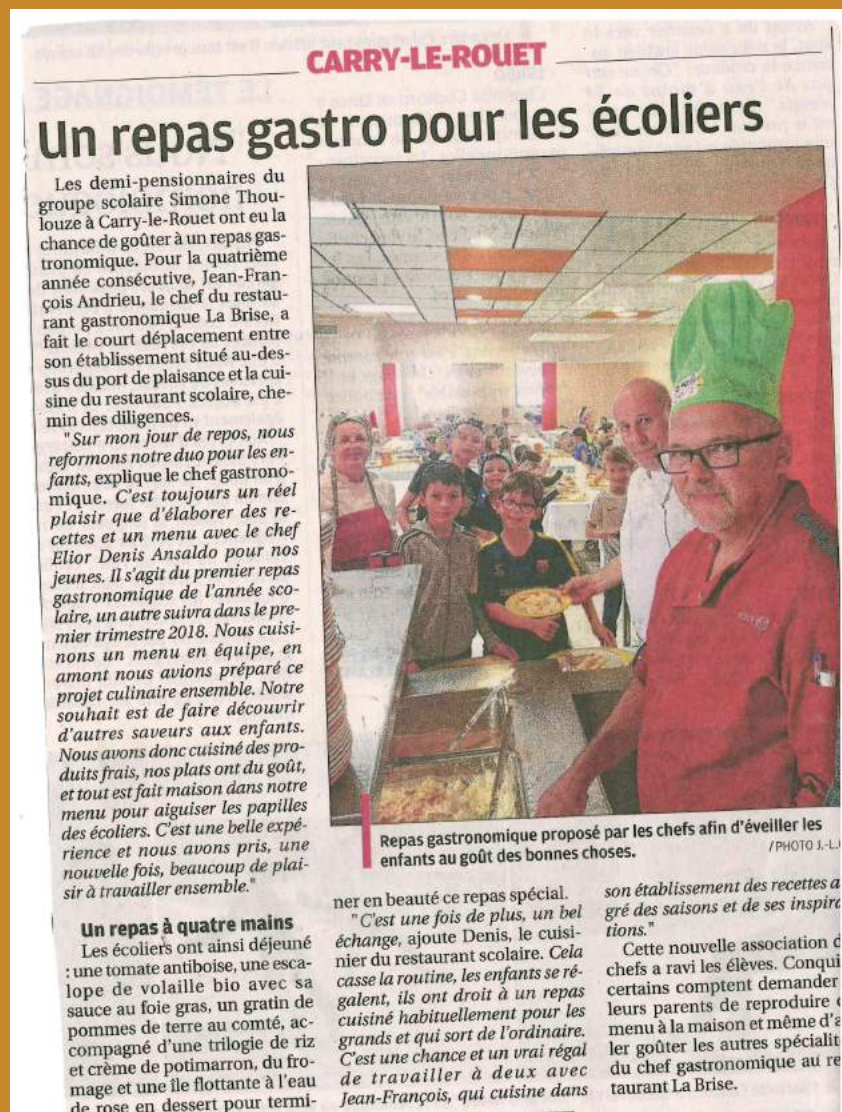 CARRY-LE-ROUET
Un repas gastro pour les écoliers
Les demi-pensionnaires du
groupe scolaire Simone Thou-
louze à Carry-le-Rouet ont eu la
chance de goûter à un repas gas-
tronomique. Pour la quatrième
année consécutive, Jean-Fran-
çois Andrieu, le chef du restau-
rant gastronomique La Brise, a
fait le court déplacement entre
son établissement situé au-des-
sus du port de plaisance et la cui-
sine du restaurant scolaire, che-
min des diligences.
"Sur mon jour de repos, nous
reformons notre duo pour les en-
fants, explique le chef gastrono-
mique. C'est toujours un réel
plaisir que d'élaborer des re-
cettes et un menu avec le chef
Elior Denis Ansaldo pour nos
jeunes. Il s'agit du premier repas
gastronomique de l'année sco-
laire, un autre suivra dans le pre-
mier trimestre 2018. Nous cuisi-
nons un menu en équipe, en
amont nous avions préparé ce
projet culinaire ensemble. Notre
souhait est de faire découvrir
d'autres saveurs aux enfants.
Nous avons donc cuisiné des pro-
duits frais, nos plats ont du goût,
et tout est fait maison dans notre
menu pour aiguiser les papilles
des écoliers. C'est une belle expé-
rience et nous avons pris, une
nouvelle fois, beaucoup de plai-
sir à travailler ensemble."
Un repas à quatre mains
Les écoliers ont ainsi déjeuné
: une tomate antiboise, une esca-
lope de volaille bio avec sa
sauce au foie gras, un gratin de
pommes de terre au comté, ac-
compagné d'une trilogie de riz
et crème de potimarron, du fro-
mage et une île flottante à l'eau
de rose en dessert pour termi-
Repas gastronomique proposé par les chefs afin d'éveiller les
enfants au goût des bonnes choses.
/PHOTO J.-L.
ner en beauté ce repas spécial.
"C'est une fois de plus, un bel
échange, ajoute Denis, le cuisi-
nier du restaurant scolaire. Cela
casse la routine, les enfants se ré-
galent, ils ont droit à un repas
cuisiné habituellement pour les
grands et qui sort de l'ordinaire.
C'est une chance et un vrai régal
de travailler à deux avec
Jean-François, qui cuisine dans
son établissement des recettes a
gré des saisons et de ses inspira
tions."
Cette nouvelle association d
chefs a ravi les élèves. Conqui
certains comptent demander
leurs parents de reproduire
menu à la maison et même d'a
ler goûter les autres spécialit
du chef gastronomique au re
taurant La Brise.